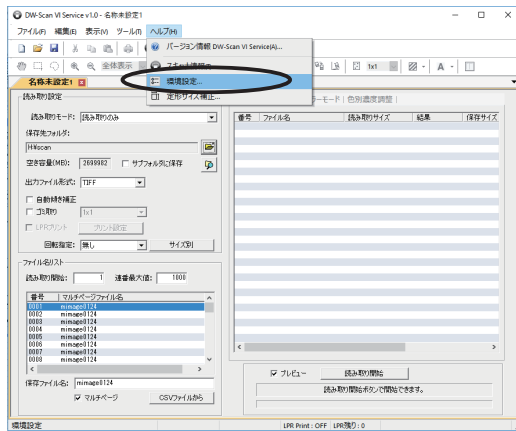 DW-Scan VI Service v1.0 - 名称未設定1
ファイル(F) 編集(E) 表示(V) ツール(T) ヘルプ(H)
バージョン情報 DW-Scan VI Service(A)...
全体表示
1x1
A
環境設定...
定形サイズ補正...
名称未設定1
ーモード 色別濃度調整
読み取り設定
読み取りモード: 読み取りのみ
保存先フォルダ:
H:¥scan
空き容量(MB): 2699982 サブフォルダに保存
出力ファイル形式: TIFF
自動傾き補正
ゴミ取り 1x1
LPRプリント プリント設定
回転指定: 無し サイズ別
ファイル名リスト
読み取り開始: 1 連番最大値: 1000
番号 マルチページファイル名
0001 mimage0124
0002 mimage0124
0003 mimage0124
0004 mimage0124
0005 mimage0124
0006 mimage0124
0007 mimage0124
0008 mimage0124
保存ファイル名: mimage0124
マルチページ CSVファイルから
番号 ファイル名 読み取りサイズ 結果 保存サイズ
プレビュー 読み取り開始
読み取り開始ボタンで開始できます。
環境設定 LPR Print : OFF LPR残り : 0